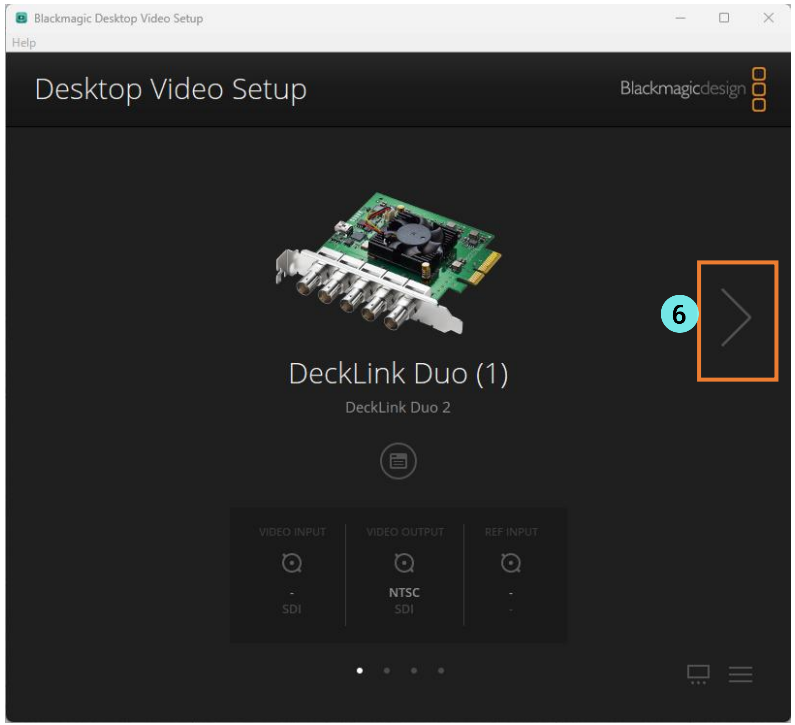 Blackmagic Desktop Video Setup
Help
Desktop Video Setup
Blackmagicdesign
6
DeckLink Duo (1)
DeckLink Duo 2
VIDEO INPUT VIDEO OUTPUT REF INPUT
- NTSC -
SDI SDI -